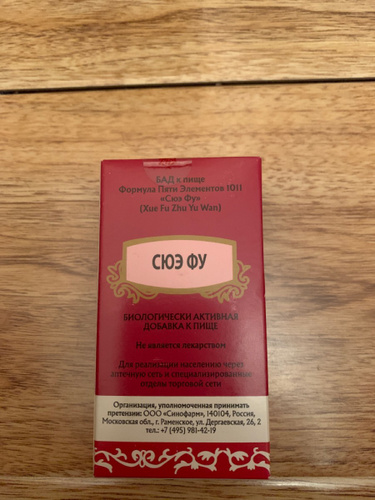 БАД к пище
Формула Пяти Элементов 1011
«Сюэ Фу»
(Xue Fu Zhu Yu Wan)
СЮЭ ФУ
БИОЛОГИЧЕСКИ АКТИВНАЯ
ДОБАВКА К ПИЩЕ
Не является лекарством
Для реализации населению через
аптечную сеть и специализированные
отделы торговой сети
Организация, уполномоченная принимать
претензии: ООО «Синофарм», 140104, Россия,
Московская обл., г. Раменское, ул. Дергаевская, 26, 2
тел.: +7 (495) 981-42-19